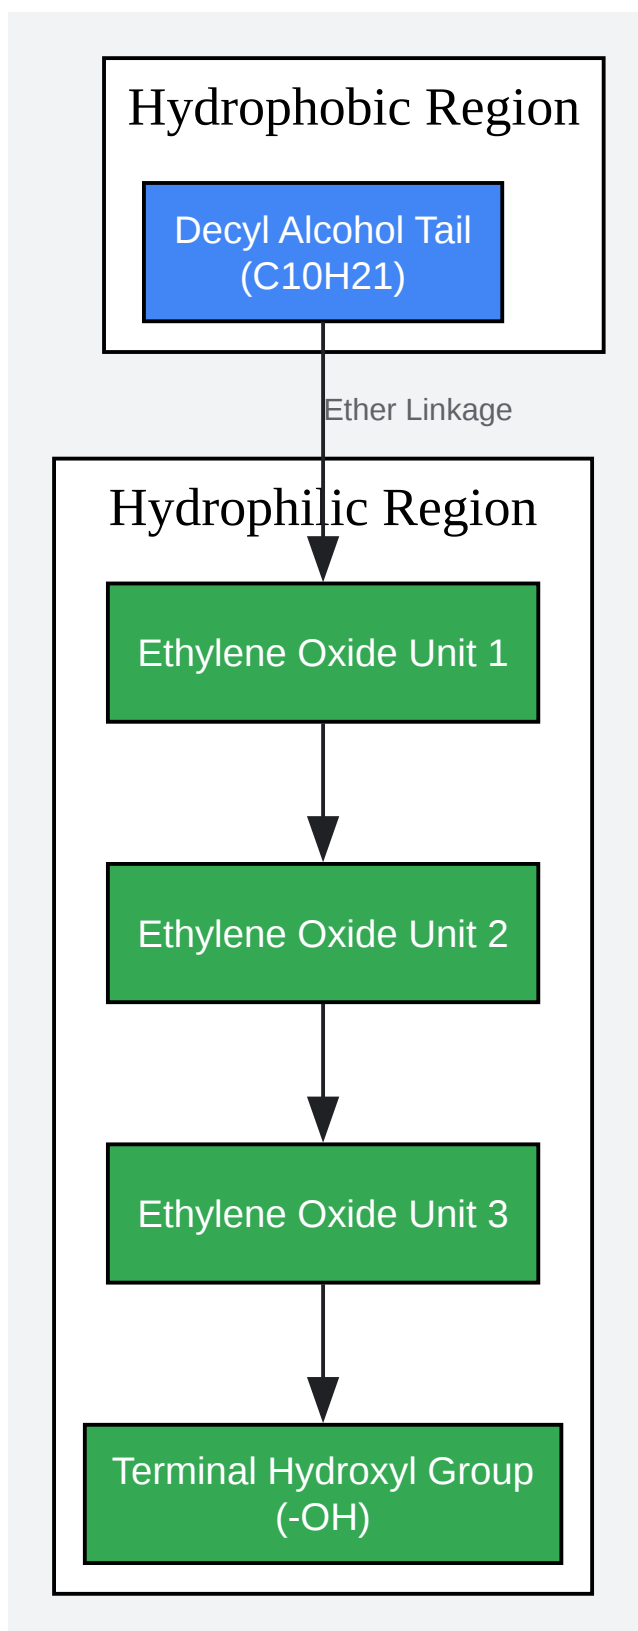 Hydrophobic Region
Decyl Alcohol Tail
(C10H21)
Ether Linkage
Hydrophilic Region
Ethylene Oxide Unit 1
Ethylene Oxide Unit 2
Ethylene Oxide Unit 3
Terminal Hydroxyl Group
(-OH)